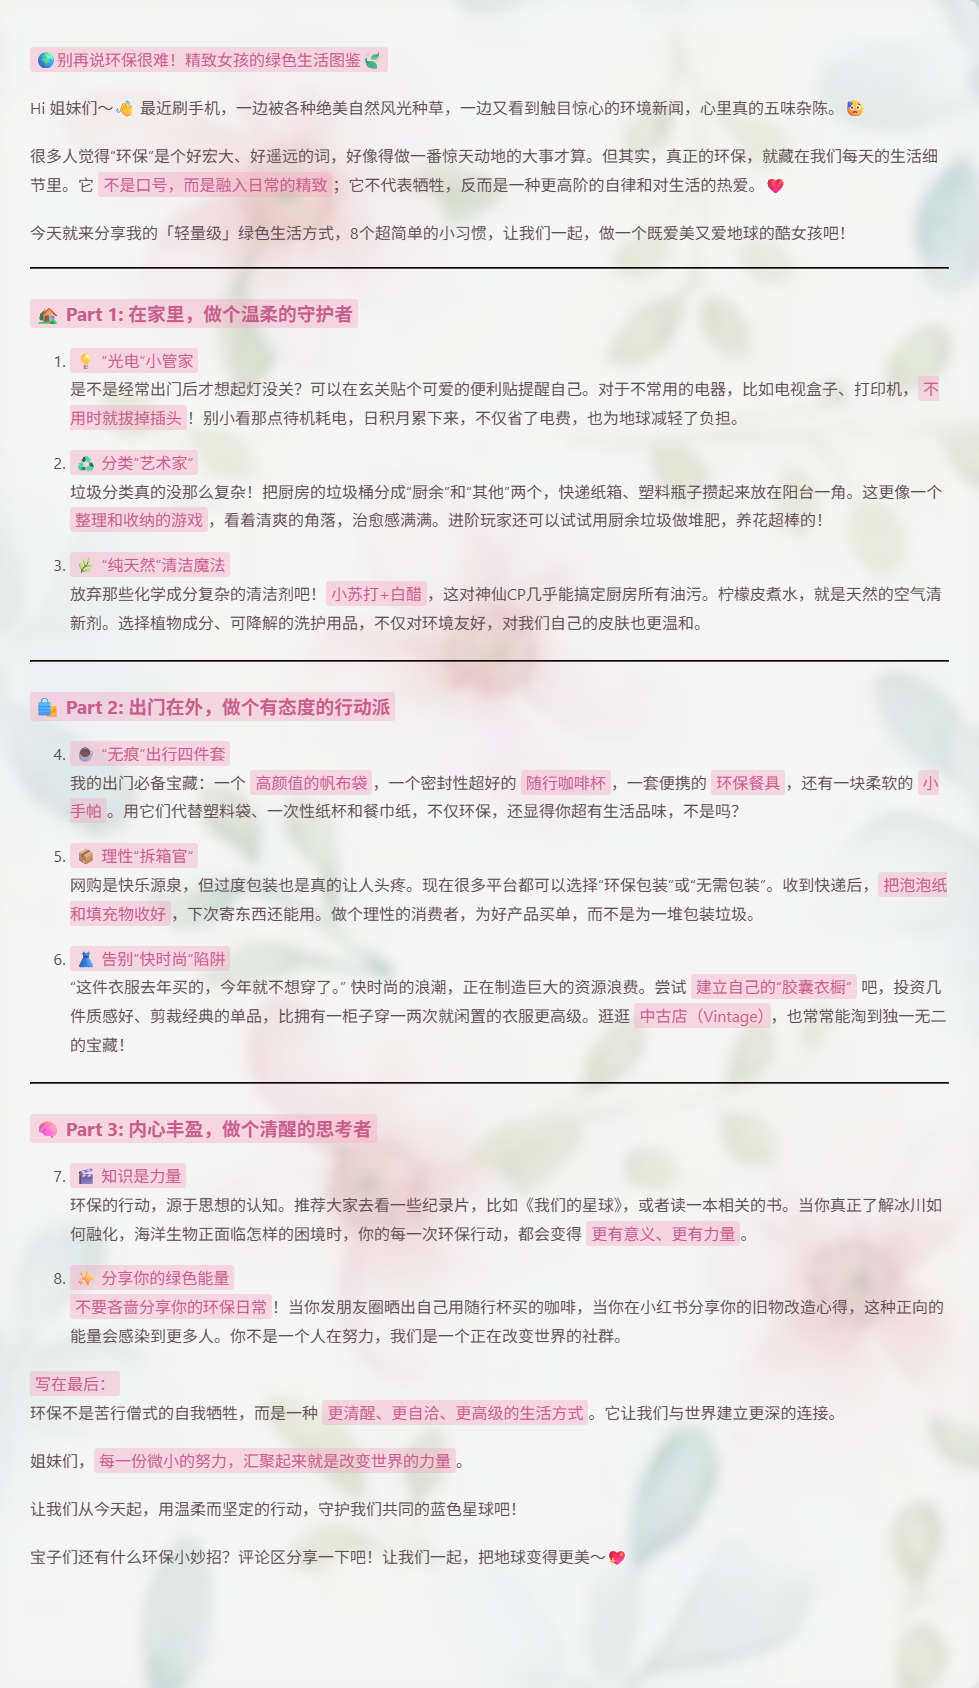 🌍别再说环保很难！精致女孩的绿色生活图鉴🌿
Hi 姐妹们～👋 最近刷手机，一边被各种绝美自然风光种草，一边又看到触目惊心的环境新闻，心里真的五味杂陈。🤯
很多人觉得“环保”是个好宏大、好遥远的词，好像得做一番惊天动地的大事才算。但其实，真正的环保，就藏在我们每天的生活细
节里。它 不是口号，而是融入日常的精致；它不代表牺牲，反而是一种更高阶的自律和对生活的热爱。❤️
今天就来分享我的「轻量级」绿色生活方式，8个超简单的小习惯，让我们一起，做一个既爱美又爱地球的酷女孩吧！
🏠 Part 1: 在家里，做个温柔的守护者
1. 💡 “光电”小管家
是不是经常出门后才想起灯没关？可以在玄关贴个可爱的便利贴提醒自己。对于不常用的电器，比如电视盒子、打印机，不
用时就拔掉插头！别小看那点待机耗电，日积月累下来，不仅省了电费，也为地球减轻了负担。
2. ♻️ 分类“艺术家”
垃圾分类真的没那么复杂！把厨房的垃圾桶分成“厨余”和“其他”两个，快递纸箱、塑料瓶子攒起来放在阳台一角。这更像一个
整理和收纳的游戏，看着清爽的角落，治愈感满满。进阶玩家还可以试试用厨余垃圾做堆肥，养花超棒的！
3. 🌿 “纯天然”清洁魔法
放弃那些化学成分复杂的清洁剂吧！小苏打+白醋，这对神仙CP几乎能搞定厨房所有油污。柠檬皮煮水，就是天然的空气清
新剂。选择植物成分、可降解的洗护用品，不仅对环境友好，对我们自己的皮肤也更温和。
🛍️ Part 2: 出门在外，做个有态度的行动派
4. “无痕”出行四件套
我的出门必备宝藏：一个 高颜值的帆布袋，一个密封性超好的 随行咖啡杯，一套便携的 环保餐具，还有一块柔软的 小
手帕。用它们代替塑料袋、一次性纸杯和餐巾纸，不仅环保，还显得你超有生活品味，不是吗？
5. 📦 理性“拆箱官”
网购是快乐源泉，但过度包装也是真的让人头疼。现在很多平台都可以选择“环保包装”或“无需包装”。收到快递后，把泡泡纸
和填充物收好，下次寄东西还能用。做个理性的消费者，为好产品买单，而不是为一堆包装垃圾。
6. 👗 告别“快时尚”陷阱
“这件衣服去年买的，今年就不想穿了。” 快时尚的浪潮，正在制造巨大的资源浪费。尝试 建立自己的“胶囊衣橱” 吧，投资几
件质感好、剪裁经典的单品，比拥有一柜子穿一两次就闲置的衣服更高级。逛逛 中古店（Vintage），也常常能淘到独一无二
的宝藏！
🧠 Part 3: 内心丰盈，做个清醒的思考者
7. 🎬 知识是力量
环保的行动，源于思想的认知。推荐大家去看一些纪录片，比如《我们的星球》，或者读一本相关的书。当你真正了解冰川如
何融化，海洋生物正面临怎样的困境时，你的每一次环保行动，都会变得 更有意义、更有力量。
8. ✨ 分享你的绿色能量
不要吝啬分享你的环保日常！当你发朋友圈晒出自己用随行杯买的咖啡，当你在小红书分享你的旧物改造心得，这种正向的
能量会感染到更多人。你不是一个人在努力，我们是一个正在改变世界的社群。
写在最后：
环保不是苦行僧式的自我牺牲，而是一种 更清醒、更自洽、更高级的生活方式。它让我们与世界建立更深的连接。
姐妹们，每一份微小的努力，汇聚起来就是改变世界的力量。
让我们从今天起，用温柔而坚定的行动，守护我们共同的蓝色星球吧！
宝子们还有什么环保小妙招？评论区分享一下吧！让我们一起，把地球变得更美～💖